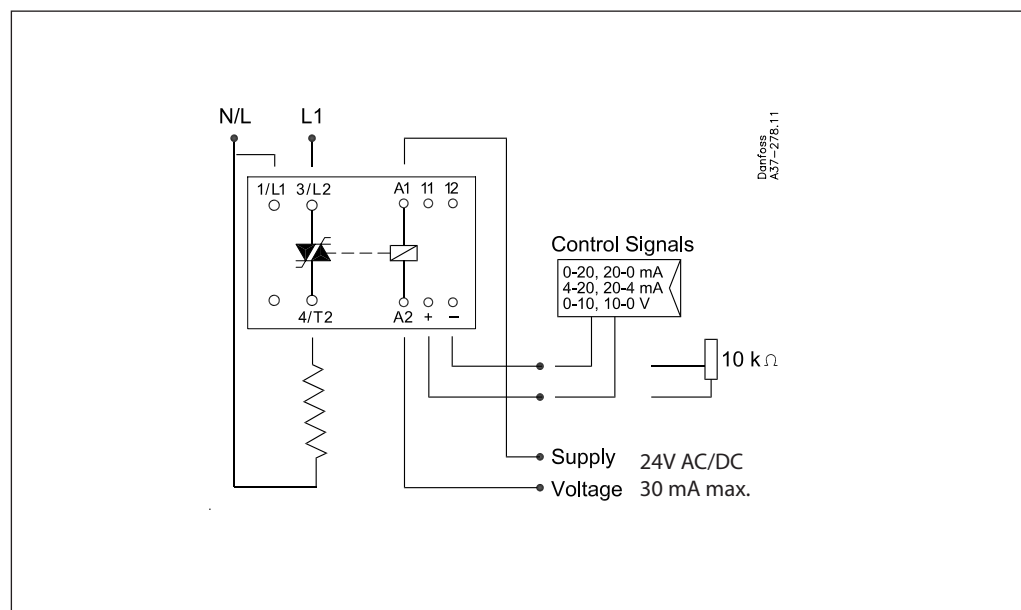 N/L L1
Danfoss
A37-278.11
1/L1 3/L2 A1 11 12
Control Signals
0-20, 20-0 mA
4-20, 20-4 mA
0-10, 10-0 V
4/T2 A2 + −
10 kΩ
Supply 24V AC/DC
Voltage 30 mA max.